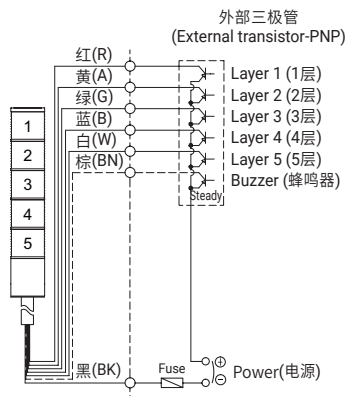 外部三极管
(External transistor-PNP)
红(R)
黄(A)
绿(G)
蓝(B)
白(W)
棕(BN)
Layer 1 (1层)
Layer 2 (2层)
Layer 3 (3层)
Layer 4 (4层)
Layer 5 (5层)
Buzzer (蜂鸣器)
Steady
1
2
3
4
5
黑(BK)
Fuse
⊕
⊖
Power(电源)